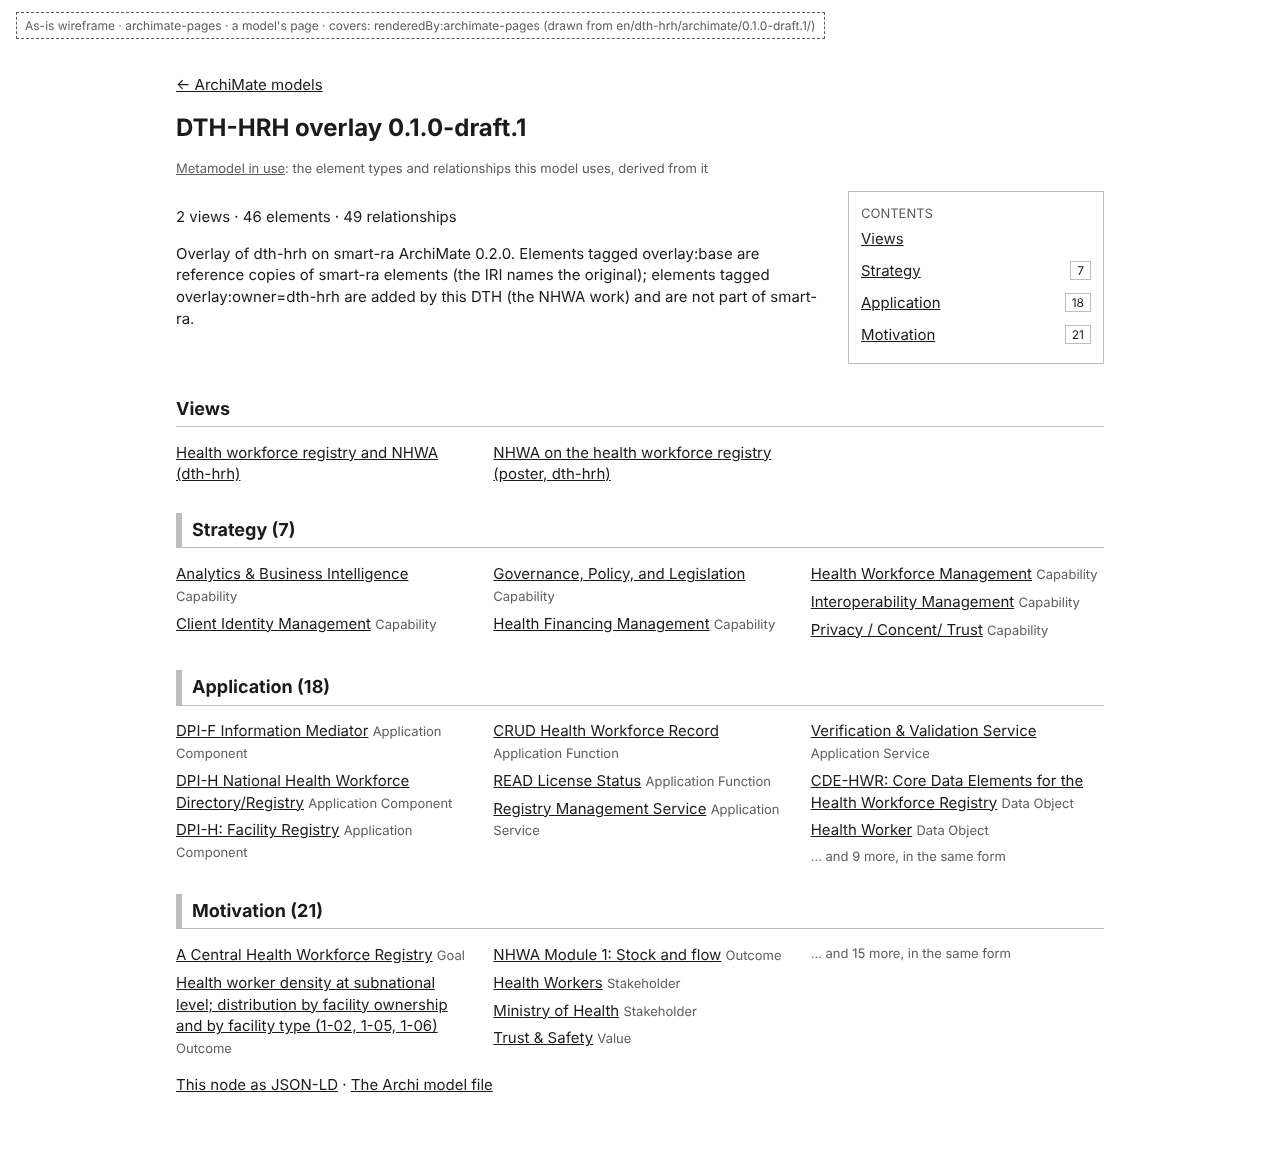 As-is wireframe · archimate-pages · a model's page · covers: renderedBy:archimate-pages (drawn from en/dth-hrh/archimate/0.1.0-draft.1/)
← ArchiMate models
DTH-HRH overlay 0.1.0-draft.1
Metamodel in use: the element types and relationships this model uses, derived from it
2 views · 46 elements · 49 relationships
Overlay of dth-hrh on smart-ra ArchiMate 0.2.0. Elements tagged overlay:base are
reference copies of smart-ra elements (the IRI names the original); elements tagged
overlay:owner=dth-hrh are added by this DTH (the NHWA work) and are not part of smart-
ra.
CONTENTS
Views
Strategy 7
Application 18
Motivation 21
Views
Health workforce registry and NHWA
(dth-hrh)
NHWA on the health workforce registry
(poster, dth-hrh)
Strategy (7)
Analytics & Business Intelligence
Capability
Client Identity Management Capability
Governance, Policy, and Legislation
Capability
Health Financing Management Capability
Health Workforce Management Capability
Interoperability Management Capability
Privacy / Concent/ Trust Capability
Application (18)
DPI-F Information Mediator Application
Component
DPI-H National Health Workforce
Directory/Registry Application Component
DPI-H: Facility Registry Application
Component
CRUD Health Workforce Record
Application Function
READ License Status Application Function
Registry Management Service Application
Service
Verification & Validation Service
Application Service
CDE-HWR: Core Data Elements for the
Health Workforce Registry Data Object
Health Worker Data Object
... and 9 more, in the same form
Motivation (21)
A Central Health Workforce Registry Goal
Health worker density at subnational
level; distribution by facility ownership
and by facility type (1-02, 1-05, 1-06)
Outcome
NHWA Module 1: Stock and flow Outcome
Health Workers Stakeholder
Ministry of Health Stakeholder
Trust & Safety Value
... and 15 more, in the same form
This node as JSON-LD · The Archi model file